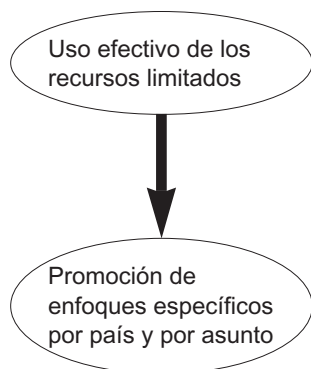 Uso efectivo de los
recursos limitados
Promoción de
enfoques específicos
por país y por asunto